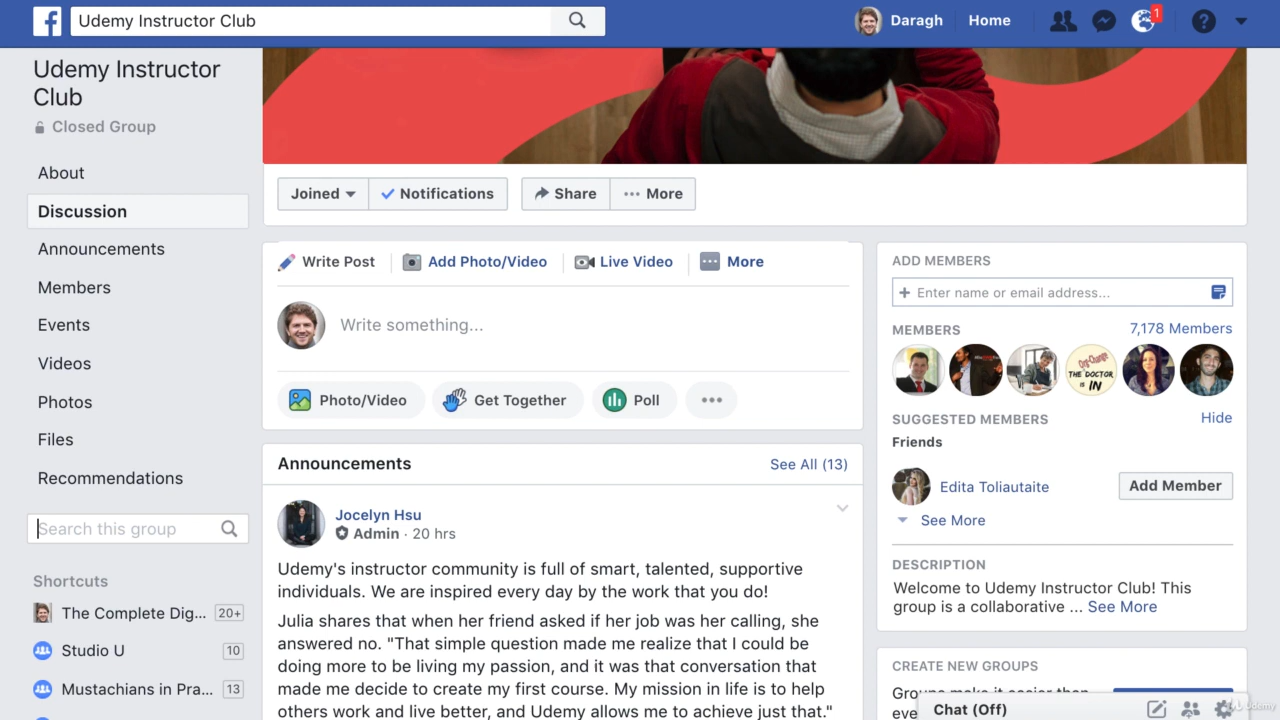 Udemy Instructor Club
Daragh
Home
1
Udemy Instructor
Club
Closed Group
About
Discussion
Announcements
Members
Events
Videos
Photos
Files
Recommendations
Search this group
Shortcuts
The Complete Dig... 20+
Studio U 10
Mustachians in Pra... 13
Joined Notifications Share More
Write Post Add Photo/Video Live Video More
Write something...
Photo/Video Get Together Poll
Announcements See All (13)
Jocelyn Hsu
Admin · 20 hrs
Udemy's instructor community is full of smart, talented, supportive
individuals. We are inspired every day by the work that you do!
Julia shares that when her friend asked if her job was her calling, she
answered no. "That simple question made me realize that I could be
doing more to be living my passion, and it was that conversation that
made me decide to create my first course. My mission in life is to help
others work and live better, and Udemy allows me to achieve just that."
ADD MEMBERS
+ Enter name or email address...
MEMBERS 7,178 Members
Org-Change
THE DOCTOR
is IN
SUGGESTED MEMBERS Hide
Friends
Edita Toliautaite Add Member
See More
DESCRIPTION
Welcome to Udemy Instructor Club! This
group is a collaborative ... See More
CREATE NEW GROUPS
Chat (Off)
Udemy